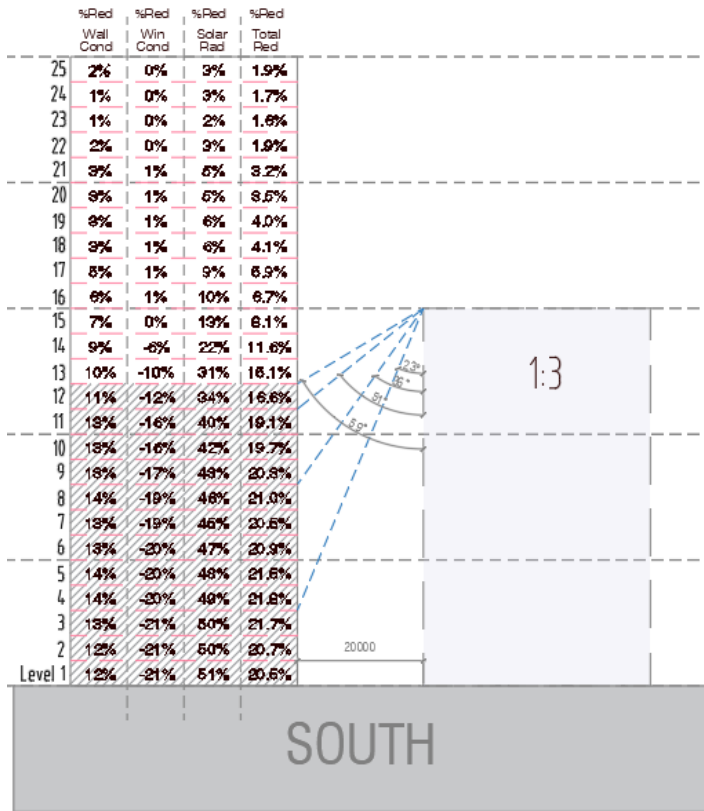 %Red %Red %Red %Red
Wall Cond Win Cond Solar Rad Total Red
25 2% 0% 3% 1.9%
24 1% 0% 3% 1.7%
23 1% 0% 2% 1.6%
22 2% 0% 3% 1.9%
21 3% 1% 5% 3.2%
20 3% 1% 5% 3.5%
19 3% 1% 6% 4.0%
18 3% 1% 6% 4.1%
17 5% 1% 9% 5.9%
16 6% 1% 10% 6.7%
15 7% 0% 13% 8.1%
14 9% -6% 22% 11.6%
13 10% -10% 31% 15.1%
12 11% -12% 34% 16.6%
11 13% -16% 40% 19.1%
10 13% -16% 42% 19.7%
9 13% -17% 43% 20.3%
8 14% -19% 46% 21.0%
7 13% -19% 45% 20.5%
6 13% -20% 47% 20.9%
5 14% -20% 48% 21.5%
4 14% -20% 49% 21.8%
3 13% -21% 50% 21.7%
2 12% -21% 50% 20.7%
Level 1 12% -21% 51% 20.5%
1:3
20000
SOUTH